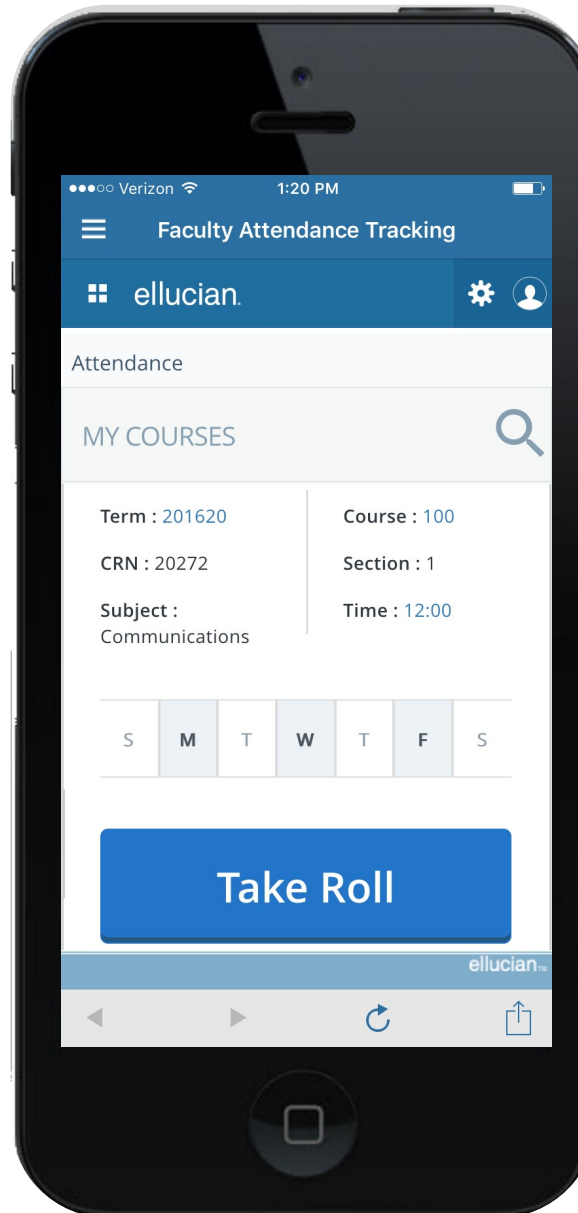 ●●●○○ Verizon 1:20 PM
Faculty Attendance Tracking
ellucian.
Attendance
MY COURSES
Term : 201620
Course : 100
CRN : 20272
Section : 1
Subject :
Communications
Time : 12:00
S M T W T F S
Take Roll
ellucian™